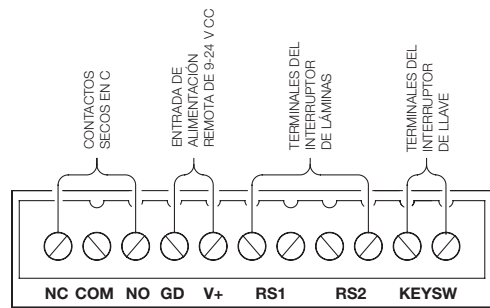 CONTACTOS
SECOS EN C
ENTRADA DE
ALIMENTACIÓN
REMOTA DE 9-24 V CC
TERMINALES DEL
INTERRUPTOR
DE LÁMINAS
TERMINALES DEL
INTERRUPTOR
DE LLAVE
NC COM NO GD V+ RS1 RS2 KEYSW